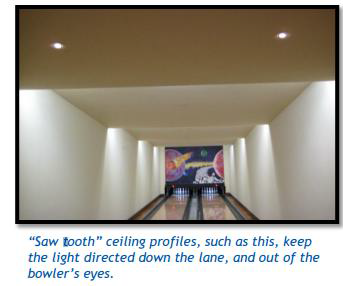 “Saw tooth” ceiling profiles, such as this, keep
the light directed down the lane, and out of the
bowler’s eyes.